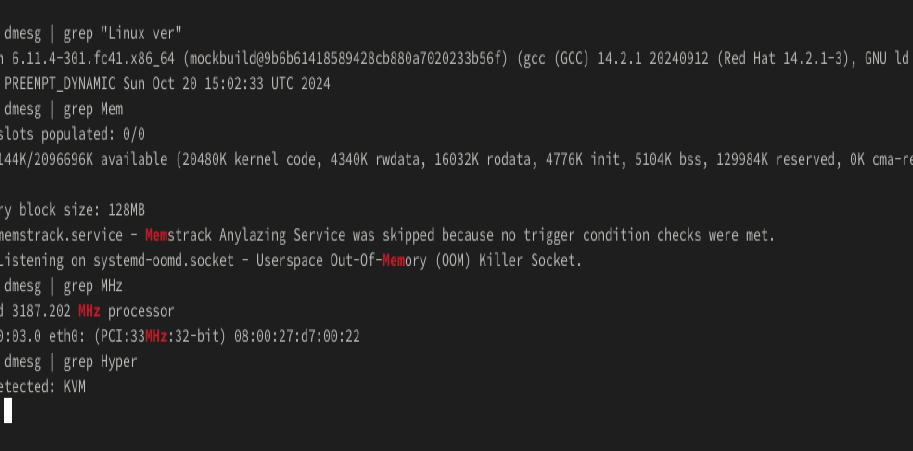 dmesg | grep "Linux ver"
n 6.11.4-301.fc41.x86_64 (mockbuild@9b6b61418589428cb880a7020233b56f) (gcc (GCC) 14.2.1 20240912 (Red Hat 14.2.1-3), GNU ld
PREEMPT_DYNAMIC Sun Oct 20 15:02:33 UTC 2024
dmesg | grep Mem
slots populated: 0/0
144K/2096696K available (20480K kernel code, 4340K rwdata, 16032K rodata, 4776K init, 5104K bss, 129984K reserved, 0K cma-re
ry block size: 128MB
memstrack.service - Memstrack Anylazing Service was skipped because no trigger condition checks were met.
Listening on systemd-oomd.socket - Userspace Out-Of-Memory (OOM) Killer Socket.
dmesg | grep MHz
d 3187.202 MHz processor
0:03.0 eth0: (PCI:33MHz:32-bit) 08:00:27:d7:00:22
dmesg | grep Hyper
etected: KVM